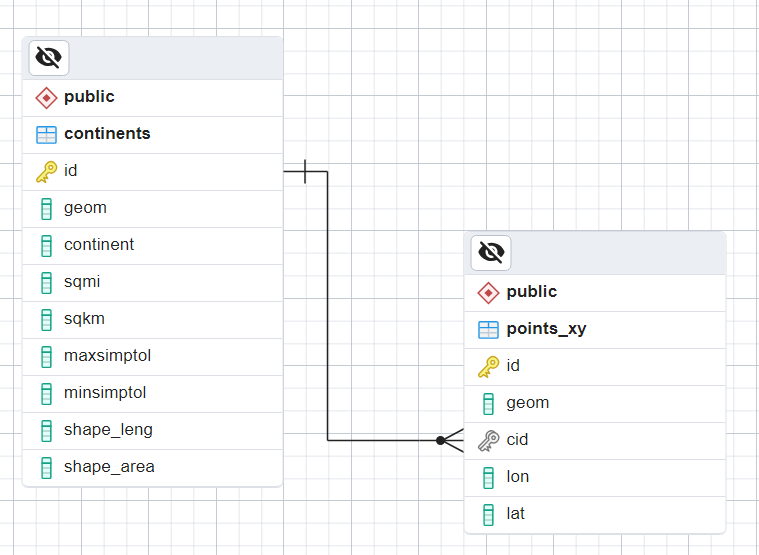 public
continents
id
geom
continent
sqmi
sqkm
maxsimptol
minsimptol
shape_leng
shape_area
public
points_xy
id
geom
cid
lon
lat